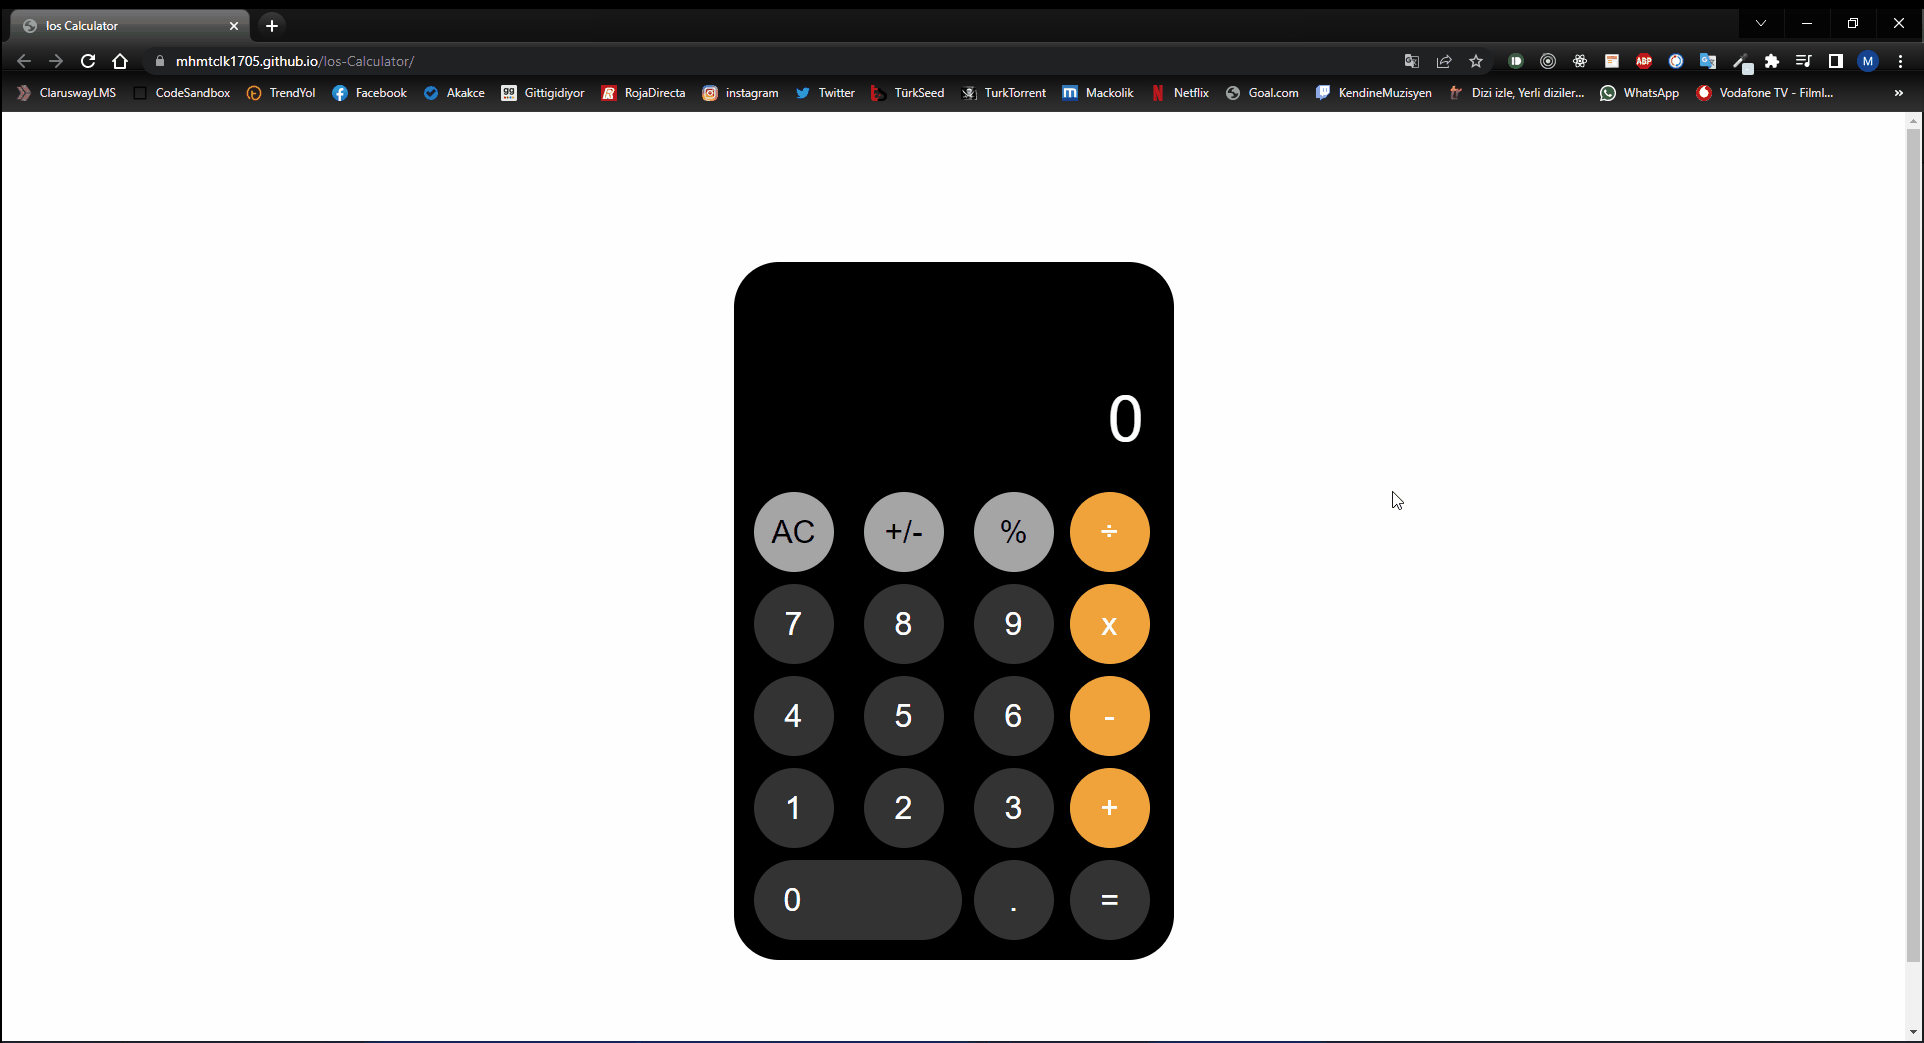 Ios Calculator
mhmtclk1705.github.io/Ios-Calculator/
ABP M
ClaruswayLMS CodeSandbox TrendYol Facebook Akakce gg Gittigidiyor RojaDirecta instagram Twitter TürkSeed TurkTorrent m Mackolik Netflix Goal.com KendineMuzisyen Dizi izle, Yerli diziler... WhatsApp Vodafone TV - Filml... »
0
AC +/- % ÷
7 8 9 x
4 5 6 -
1 2 3 +
0 . =